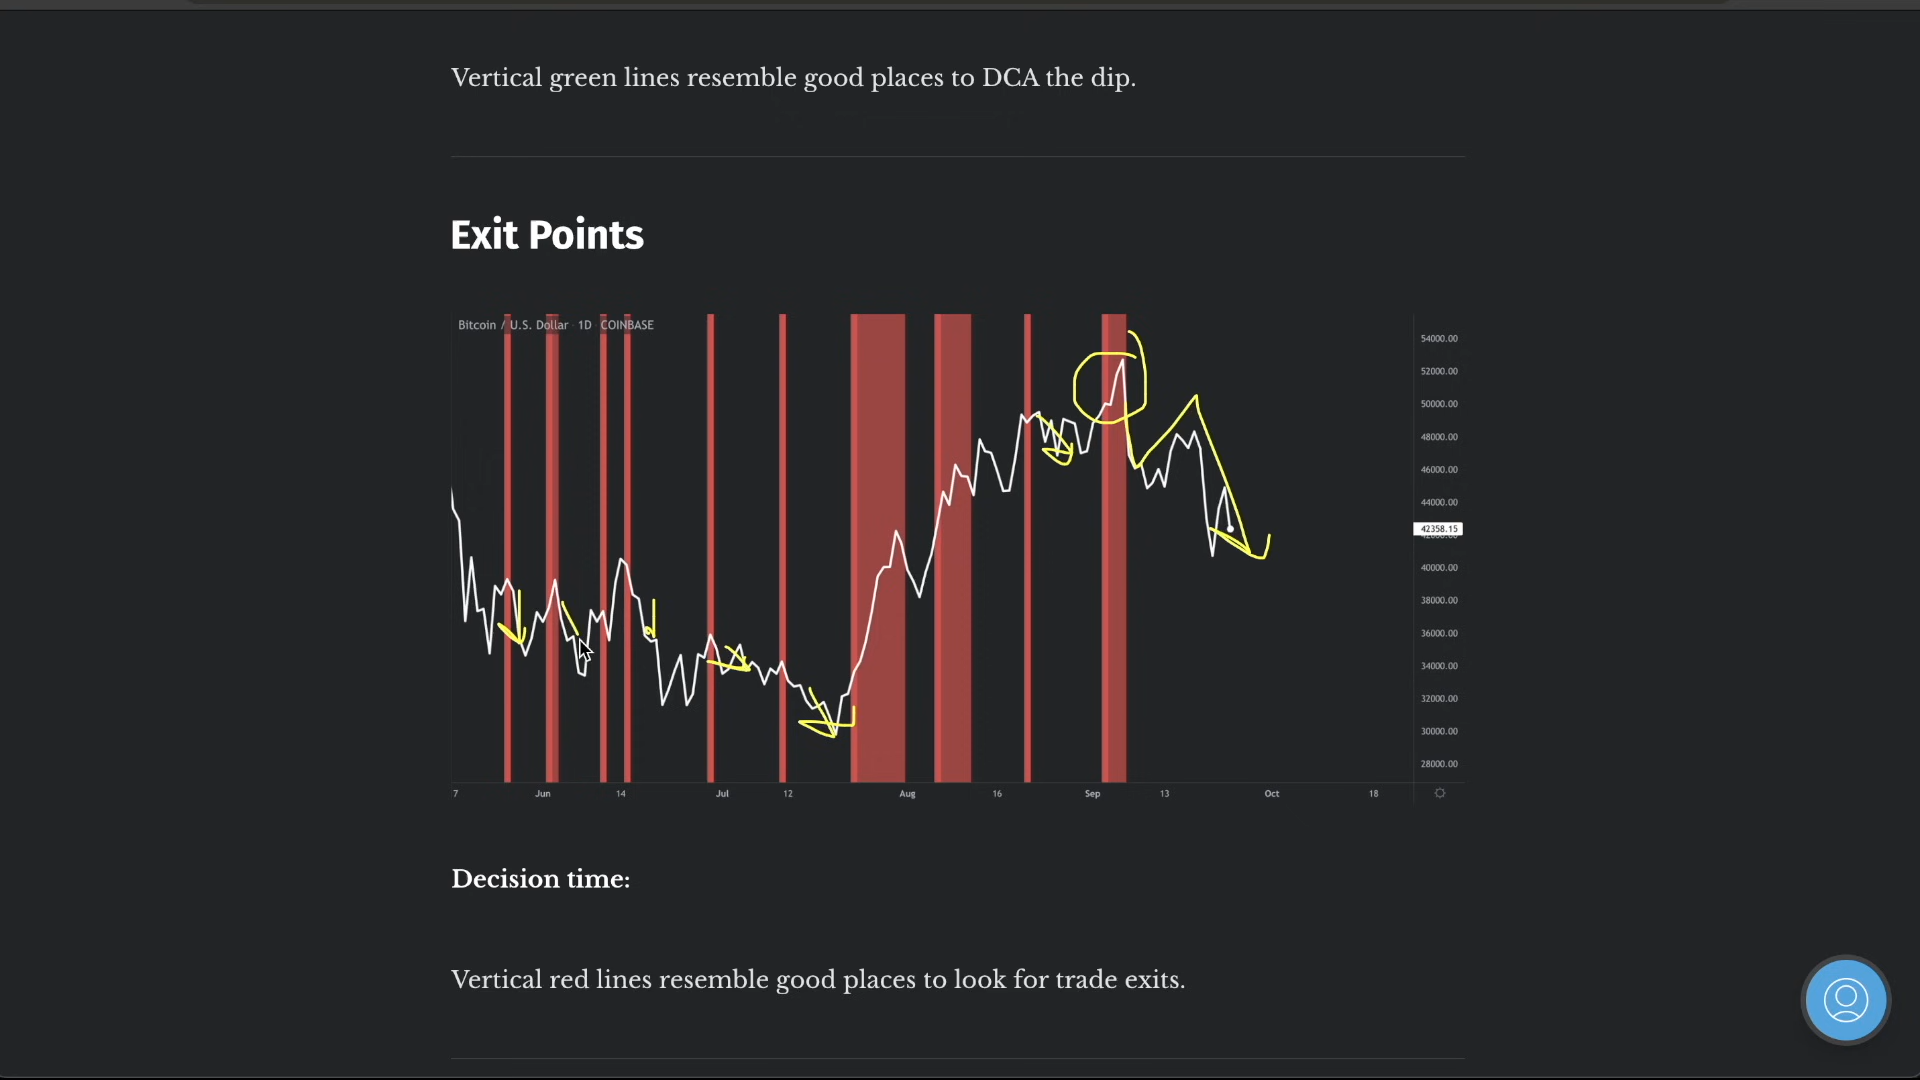 Vertical green lines resemble good places to DCA the dip.
Exit Points
Bitcoin / U.S. Dollar 1D COINBASE
54000.00
52000.00
50000.00
48000.00
46000.00
44000.00
42358.15
40000.00
38000.00
36000.00
34000.00
32000.00
30000.00
28000.00
7 Jun 14 Jul 12 Aug 16 Sep 13 Oct 18
Decision time:
Vertical red lines resemble good places to look for trade exits.